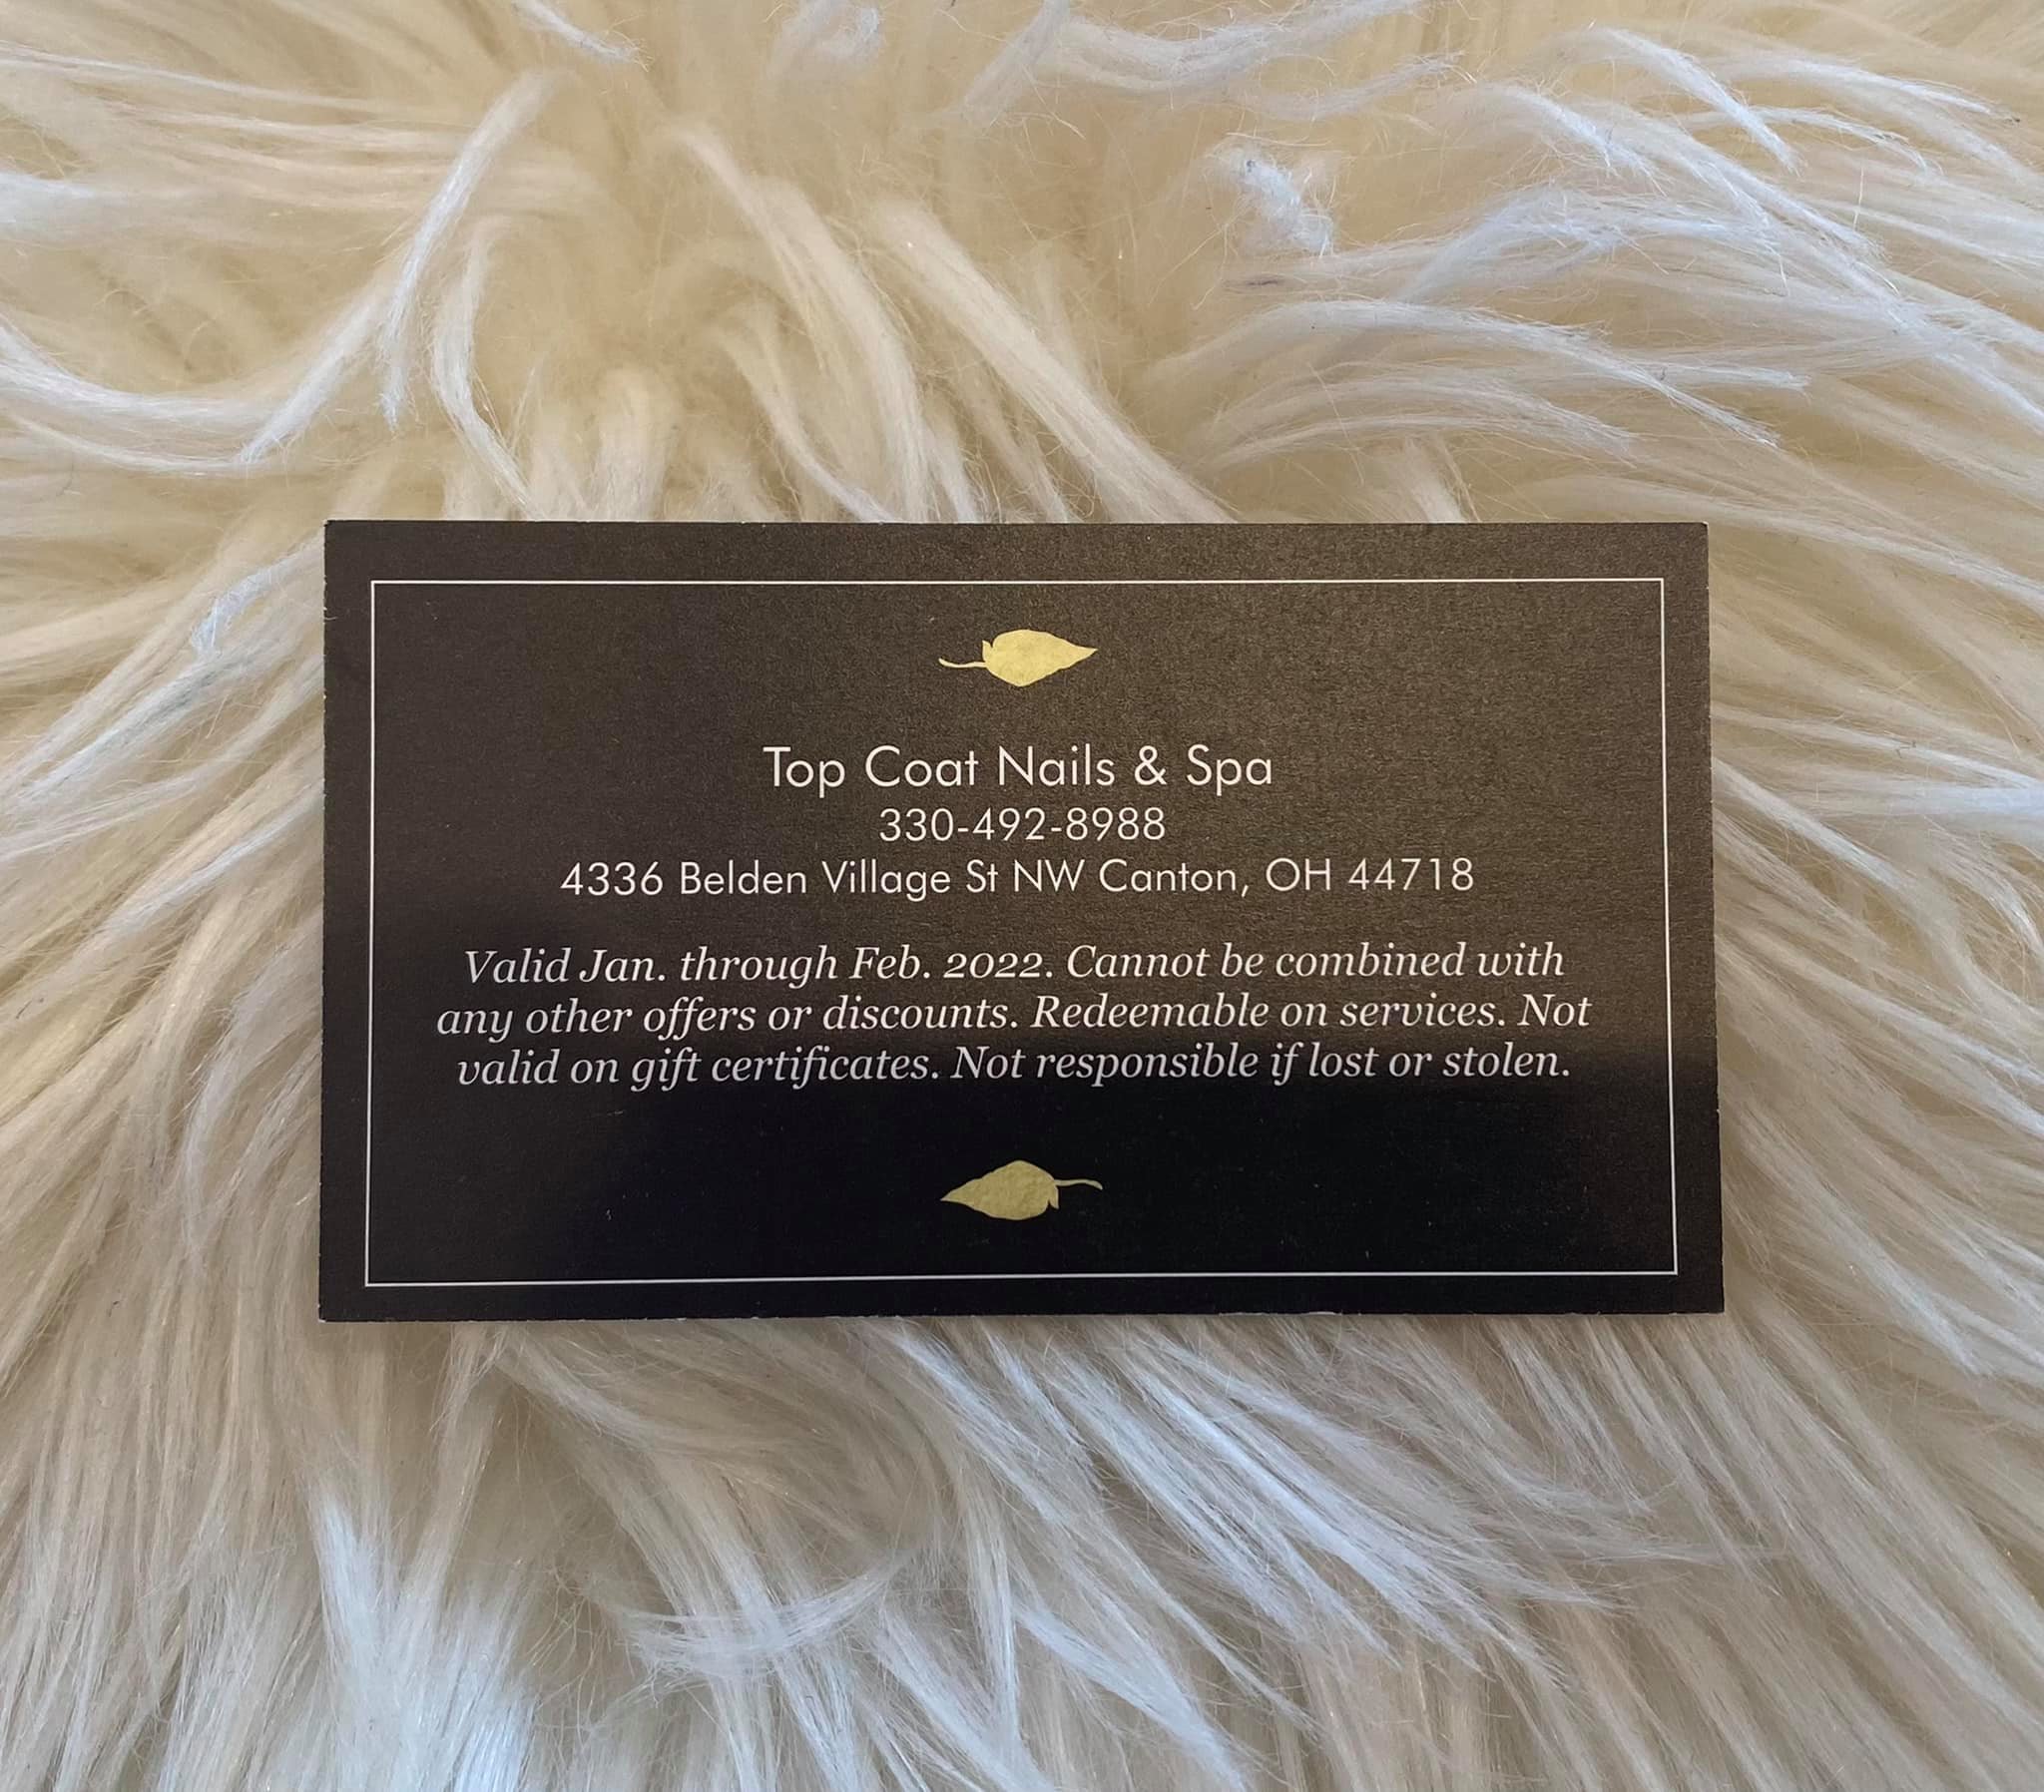 Top Coat Nails & Spa
330-492-8988
4336 Belden Village St NW Canton, OH 44718
Valid Jan. through Feb. 2022. Cannot be combined with
any other offers or discounts. Redeemable on services. Not
valid on gift certificates. Not responsible if lost or stolen.